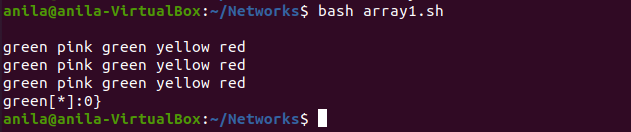 anila@anila-VirtualBox:~/Networks$ bash array1.sh
green pink green yellow red
green pink green yellow red
green pink green yellow red
green[*]:0}
anila@anila-VirtualBox:~/Networks$